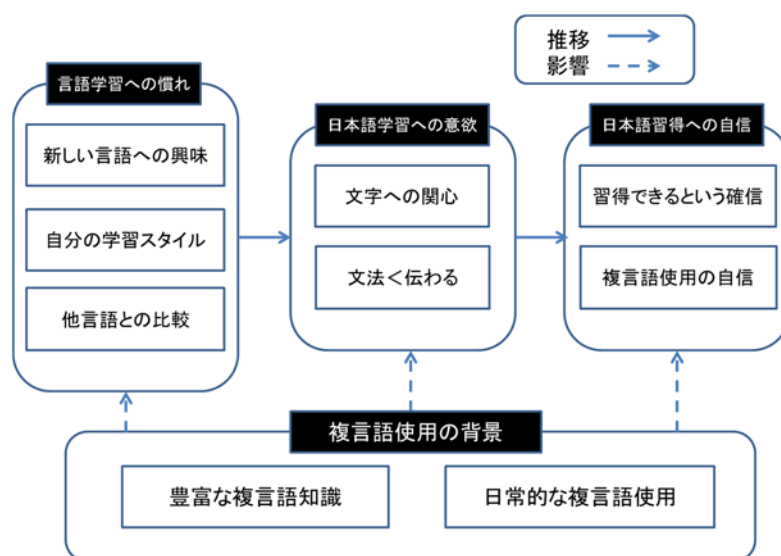 推移
影響
言語学習への慣れ
新しい言語への興味
自分の学習スタイル
他言語との比較
日本語学習への意欲
文字への関心
文法＜伝わる
日本語習得への自信
習得できるという確信
複言語使用の自信
複言語使用の背景
豊富な複言語知識
日常的な複言語使用